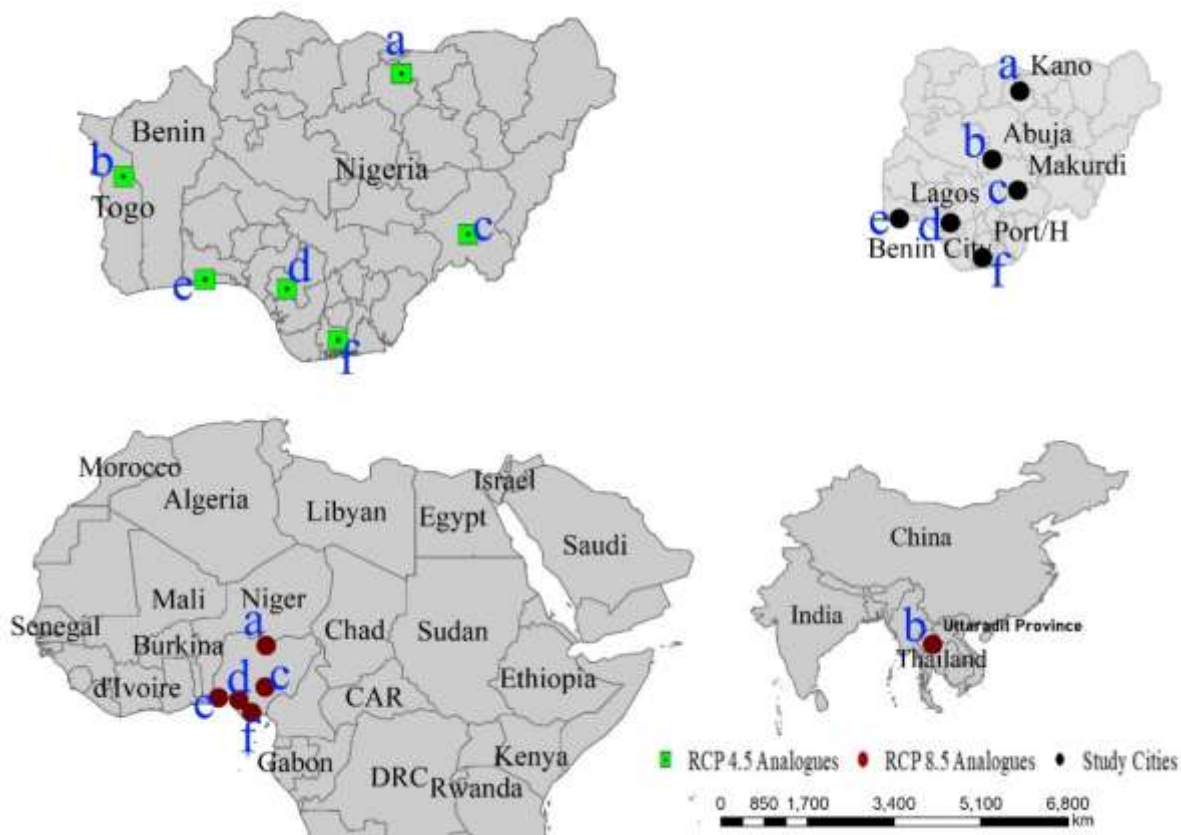 a
Benin
b
Nigeria
Togo
c
d
e
f
a
Kano
Abuja
b
Makurdi
c
Lagos
e
d
Port/H
Benin City
f
Morocco
Israel
Algeria
Libyan
Egypt
Saudi
Mali
Niger
a
Senegal
Burkina
Chad
Sudan
d
c
d'Ivoire
CAR
Ethiopia
e
f
Gabon
Kenya
DRC
Rwanda
China
India
b
Uttaradit Province
Thailand
RCP 4.5 Analogues
RCP 8.5 Analogues
Study Cities
0 850 1,700 3,400 5,100 6,800
km